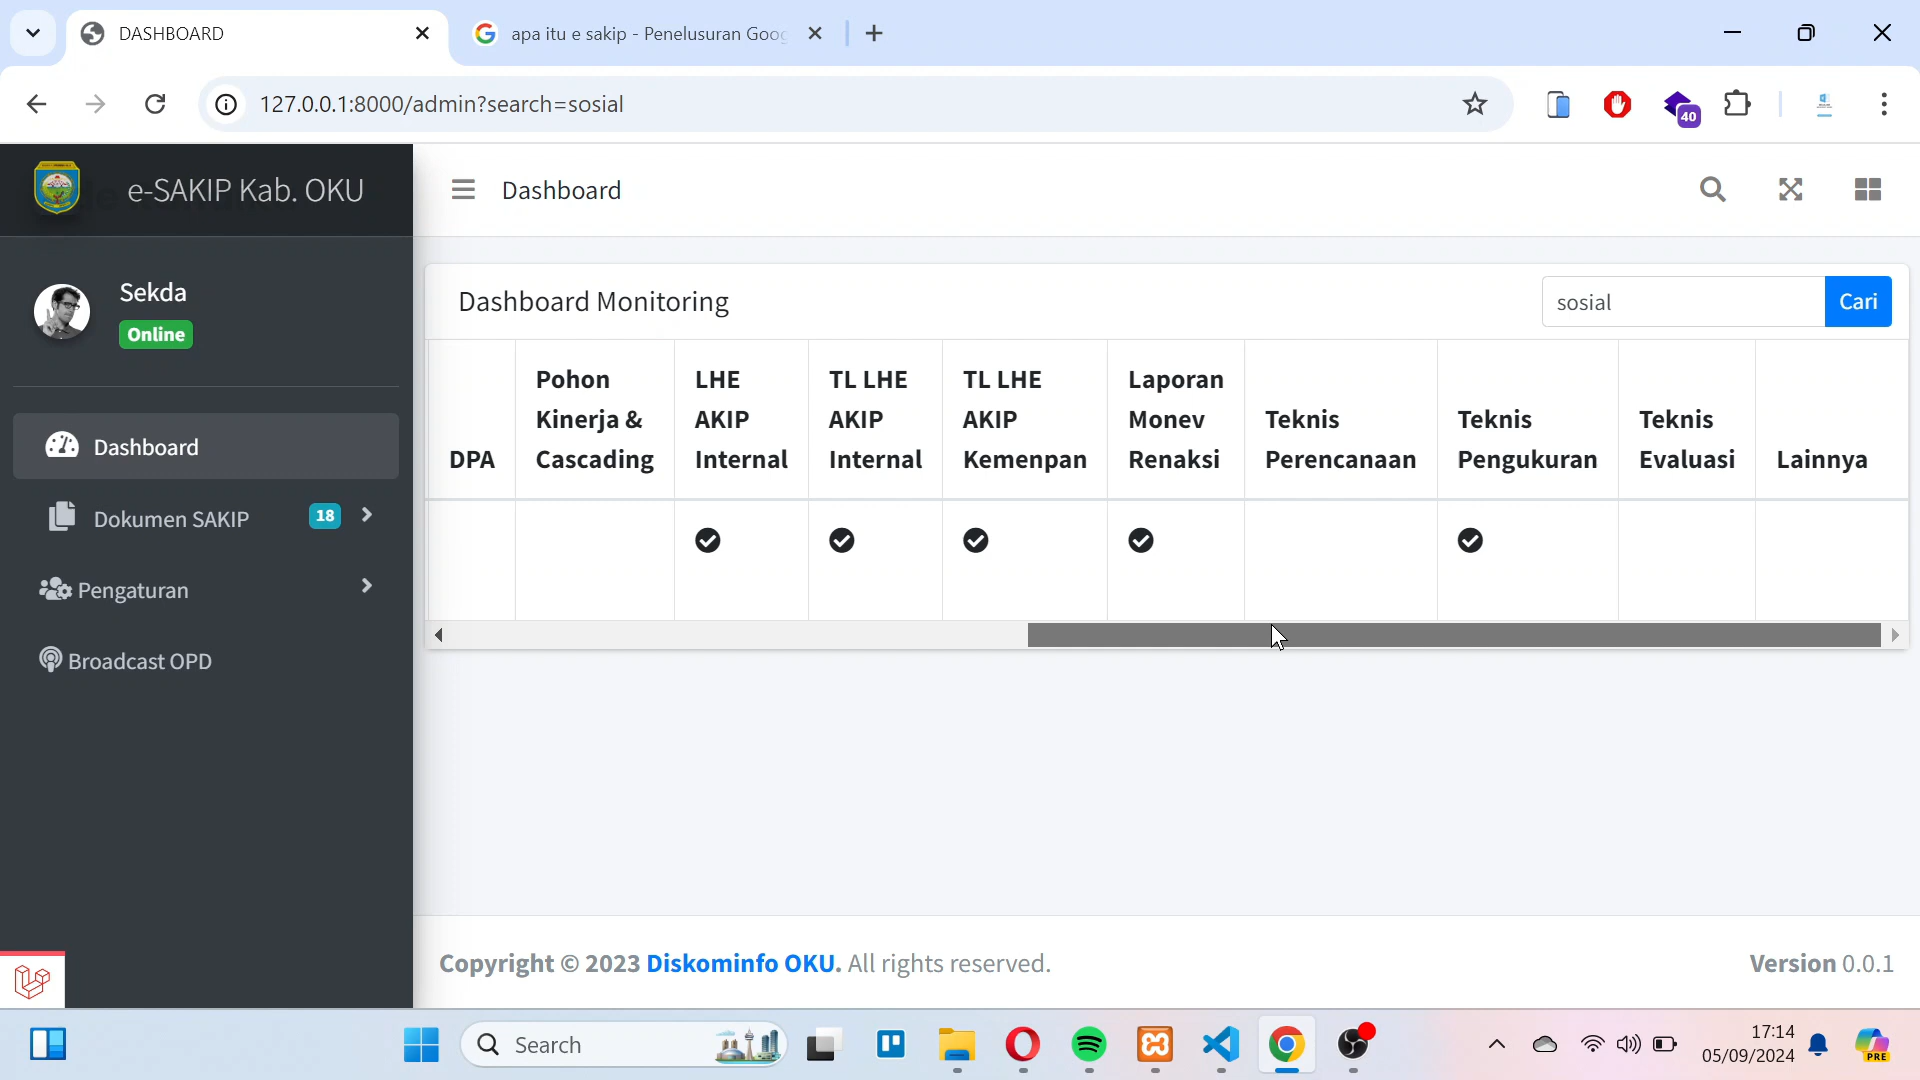 DASHBOARD
apa itu e sakip - Penelusuran Goog
127.0.0.1:8000/admin?search=sosial
40
e-SAKIP Kab. OKU
Dashboard
Sekda
Online
Dashboard
Dokumen SAKIP 18
Pengaturan
Broadcast OPD
Dashboard Monitoring
sosial
Cari
DPA
Pohon
Kinerja &
Cascading
LHE
AKIP
Internal
TL LHE
AKIP
Internal
TL LHE
AKIP
Kemenpan
Laporan
Monev
Renaksi
Teknis
Perencanaan
Teknis
Pengukuran
Teknis
Evaluasi
Lainnya
Copyright © 2023 Diskominfo OKU. All rights reserved.
Version 0.0.1
Search
17:14
05/09/2024
PRE